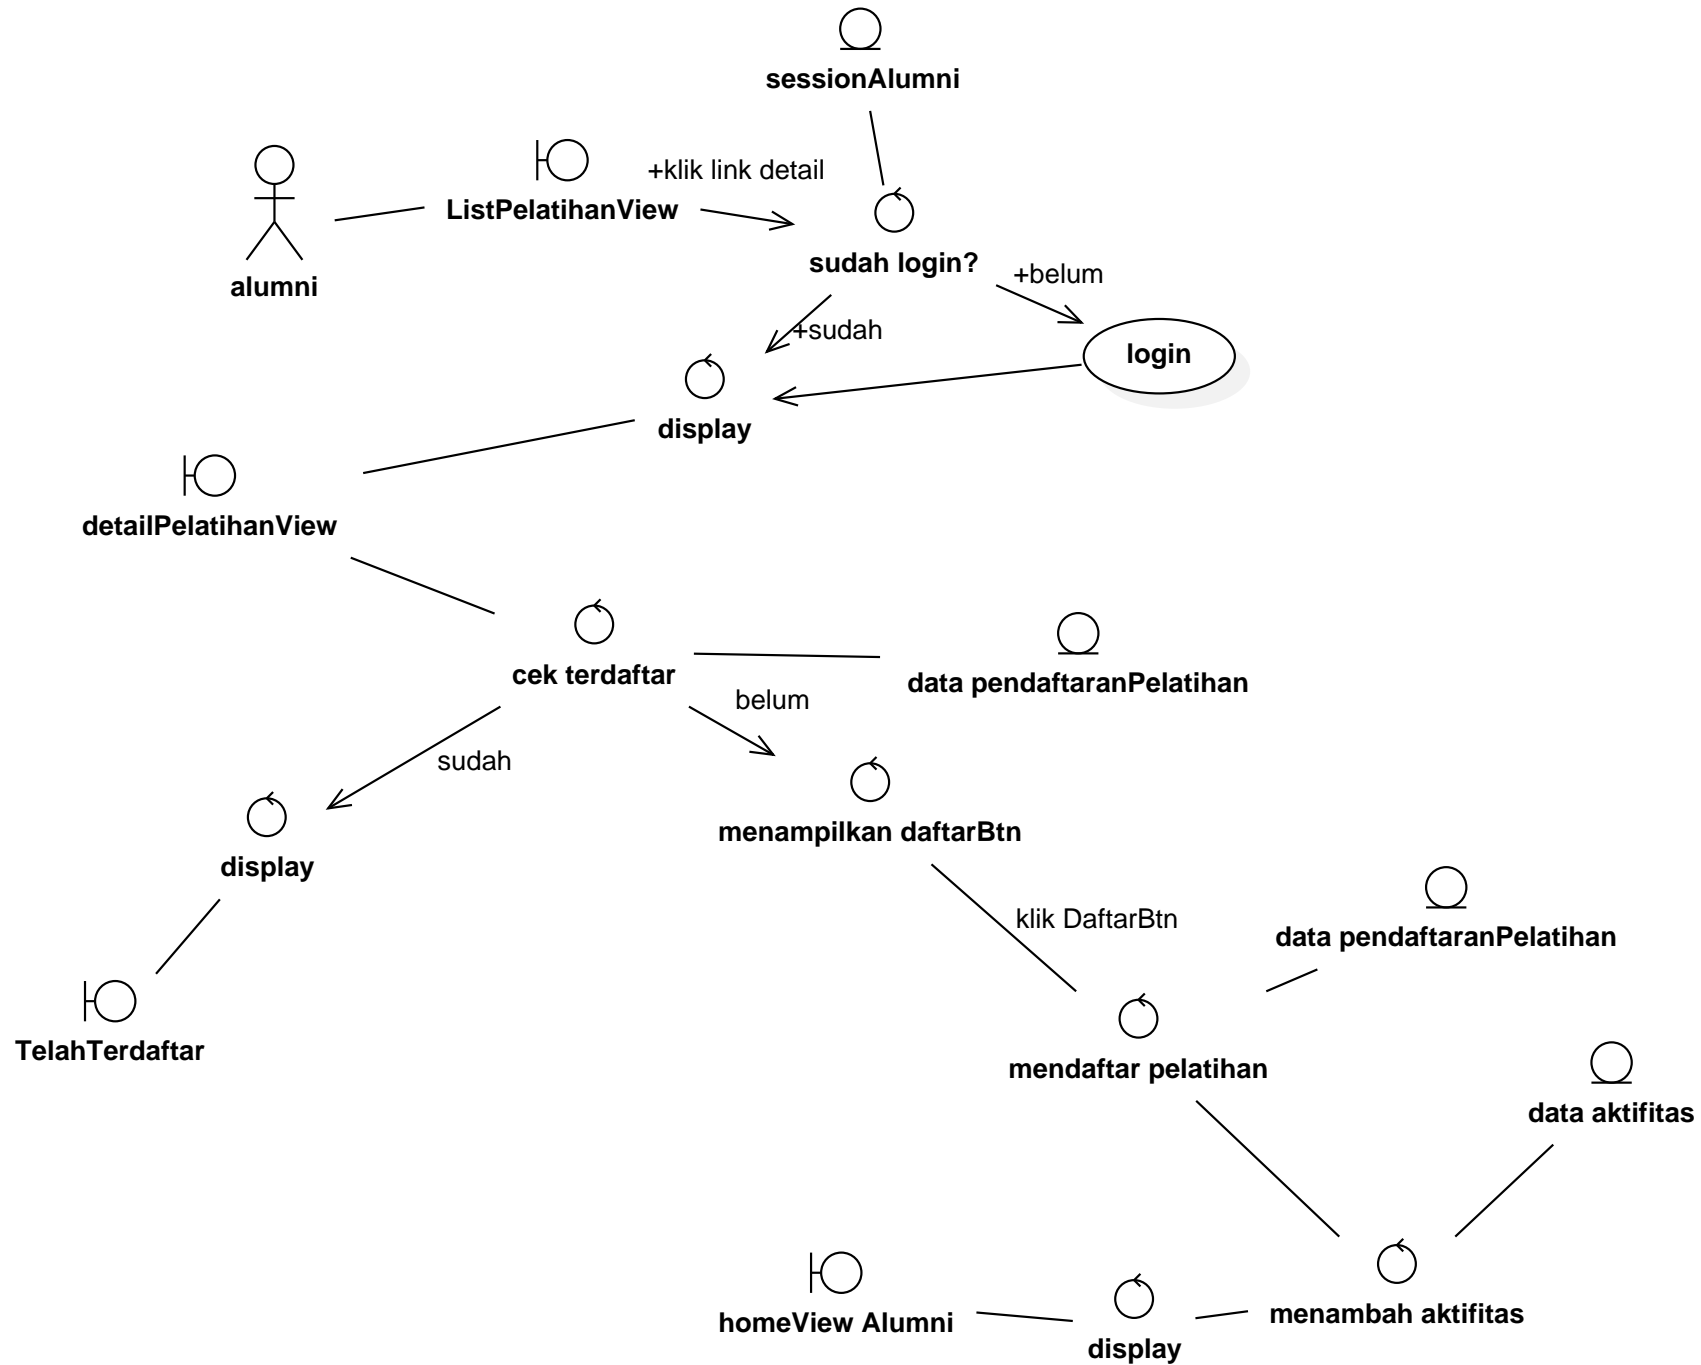 sessionAlumni
+klik link detail
ListPelatihanView
alumni
sudah login?
+belum
+sudah
login
display
detailPelatihanView
cek terdaftar
data pendaftaranPelatihan
belum
sudah
menampilkan daftarBtn
display
klik DaftarBtn
data pendaftaranPelatihan
TelahTerdaftar
mendaftar pelatihan
data aktifitas
homeView Alumni
menambah aktifitas
display